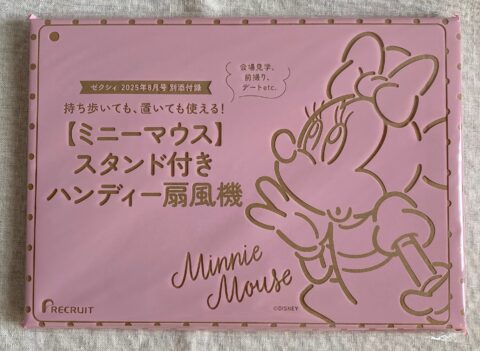 ゼクシィ 2025年8月号 別添付録
会場見学、
前撮り、
デートetc.
持ち歩いても、置いても使える!
【ミニーマウス】
スタンド付き
ハンディー扇風機
Minnie
Mouse
RECRUIT
©DISNEY